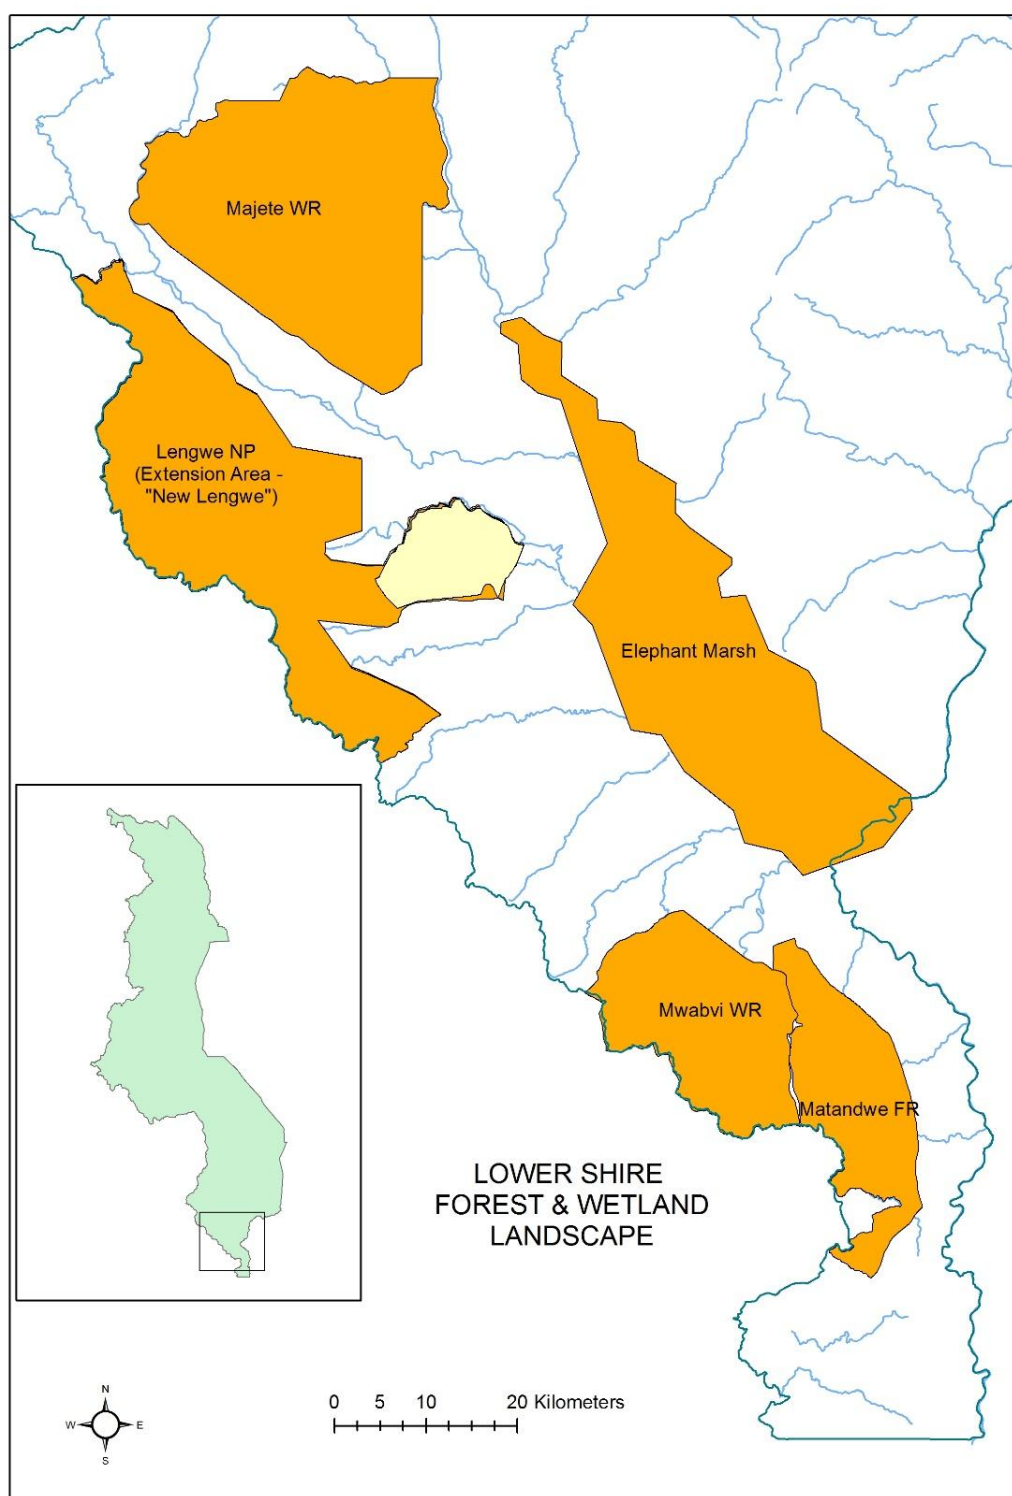 Majete WR
Lengwe NP
(Extension Area -
"New Lengwe")
Elephant Marsh
Mwabvi WR
Matandwe FR
LOWER SHIRE
FOREST & WETLAND
LANDSCAPE
N
W E
S
0 5 10 20 Kilometers